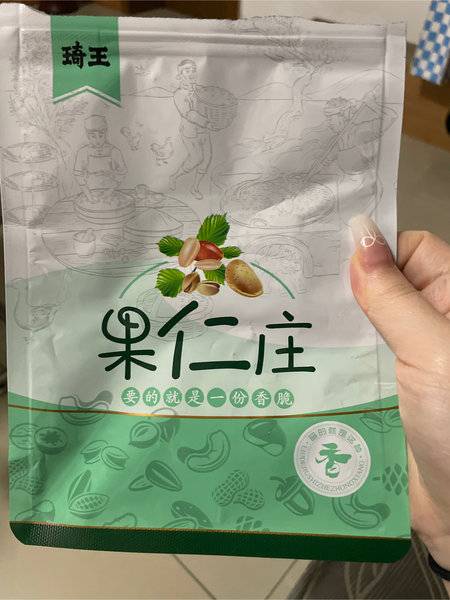 琦王
果仁庄
要的就是一份香脆
香